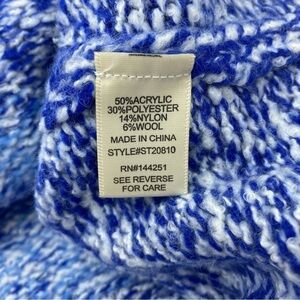 50%ACRYLIC
30%POLYESTER
14%NYLON
6%WOOL
MADE IN CHINA
STYLE#ST20810
RN#144251
SEE REVERSE
FOR CARE